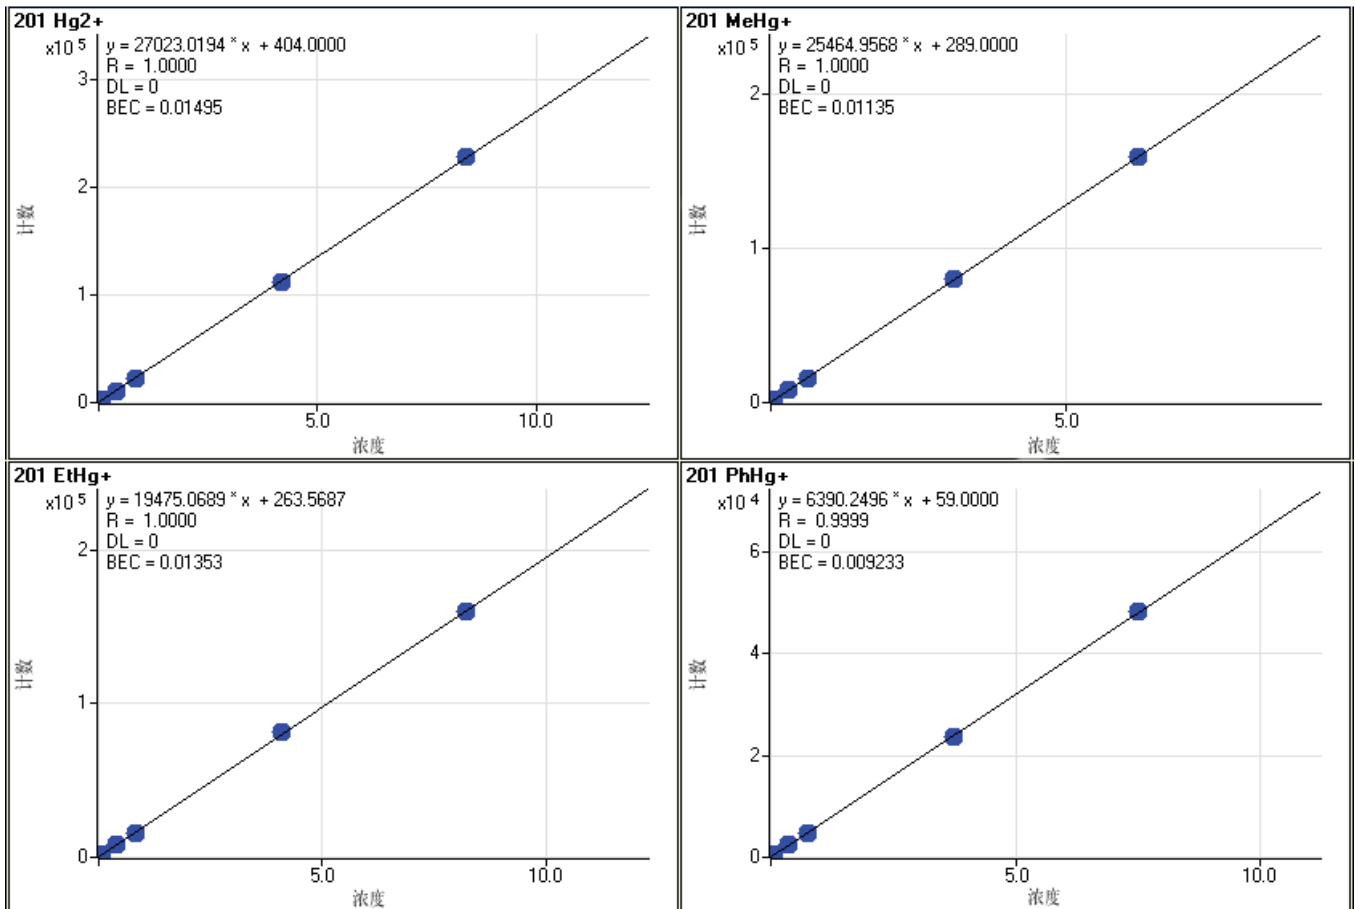 201 Hg2+
x10 5
y = 27023.0194 * x + 404.0000
R = 1.0000
DL = 0
BEC = 0.01495
3
2
1
0
计数
5.0
10.0
浓度
201 MeHg+
x10 5
y = 25464.9568 * x + 289.0000
R = 1.0000
DL = 0
BEC = 0.01135
2
1
0
计数
5.0
浓度
201 EtHg+
x10 5
y = 19475.0689 * x + 263.5687
R = 1.0000
DL = 0
BEC = 0.01353
2
1
0
计数
5.0
10.0
浓度
201 PhHg+
x10 4
y = 6390.2496 * x + 59.0000
R = 0.9999
DL = 0
BEC = 0.009233
6
4
2
0
计数
5.0
10.0
浓度